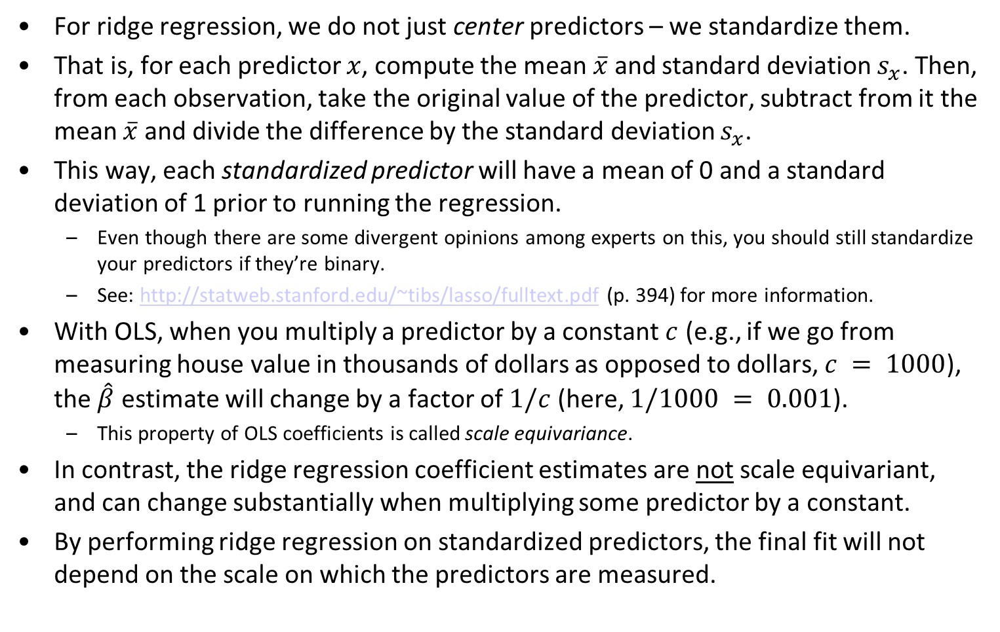 • For ridge regression, we do not just center predictors – we standardize them.
• That is, for each predictor x, compute the mean x̄ and standard deviation sₓ. Then,
from each observation, take the original value of the predictor, subtract from it the
mean x̄ and divide the difference by the standard deviation sₓ.
• This way, each standardized predictor will have a mean of 0 and a standard
deviation of 1 prior to running the regression.
– Even though there are some divergent opinions among experts on this, you should still standardize
your predictors if they’re binary.
– See: http://statweb.stanford.edu/~tibs/lasso/fulltext.pdf (p. 394) for more information.
• With OLS, when you multiply a predictor by a constant c (e.g., if we go from
measuring house value in thousands of dollars as opposed to dollars, c = 1000),
the β̂ estimate will change by a factor of 1/c (here, 1/1000 = 0.001).
– This property of OLS coefficients is called scale equivariance.
• In contrast, the ridge regression coefficient estimates are not scale equivariant,
and can change substantially when multiplying some predictor by a constant.
• By performing ridge regression on standardized predictors, the final fit will not
depend on the scale on which the predictors are measured.